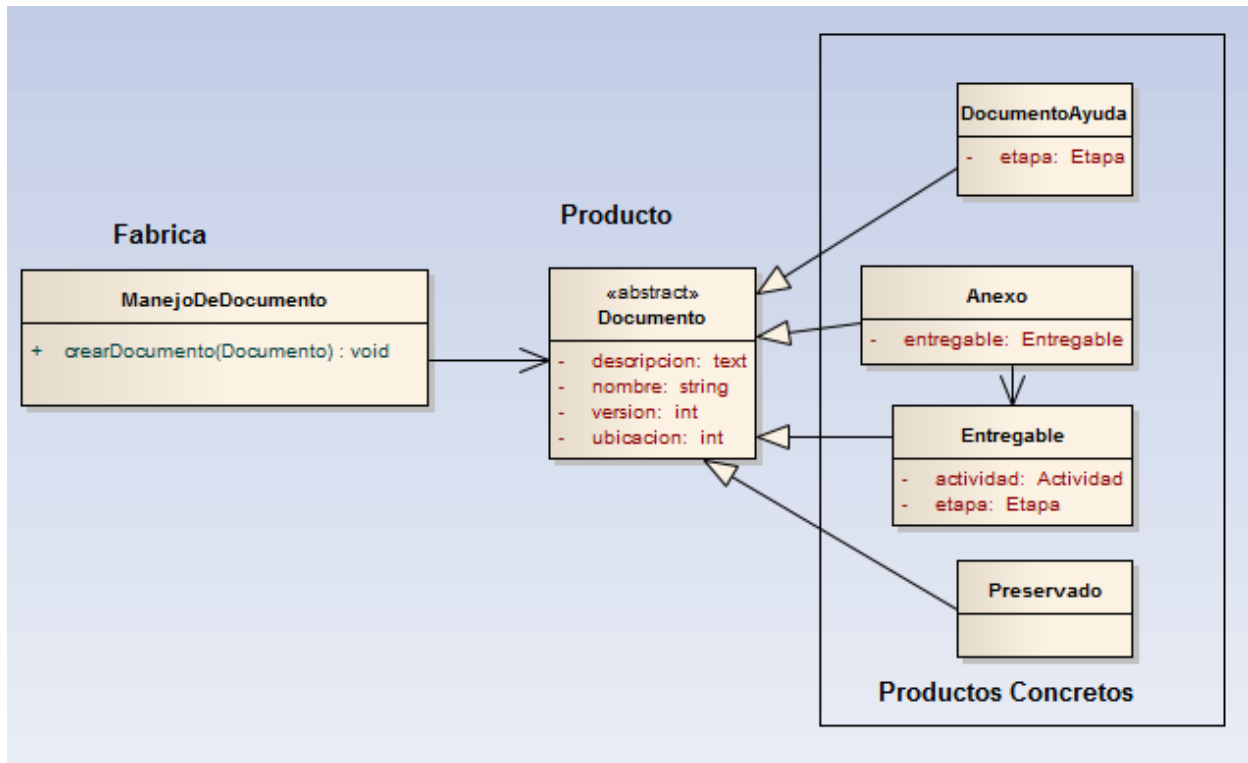 Fabrica
ManejoDeDocumento
+ crearDocumento(Documento) : void
Producto
«abstract»
Documento
- descripcion: text
- nombre: string
- version: int
- ubicacion: int
DocumentoAyuda
- etapa: Etapa
Anexo
- entregable: Entregable
Entregable
- actividad: Actividad
- etapa: Etapa
Preservado
Productos Concretos